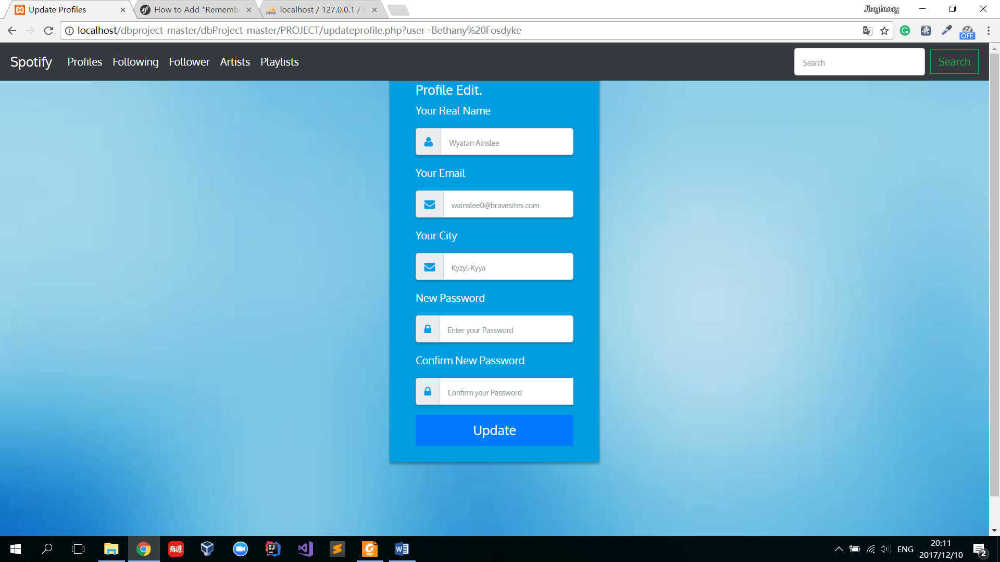 Update Profiles
How to Add "Rememb
localhost / 127.0.0.1 / s
Jinghong
localhost/dbproject-master/dbProject-master/PROJECT/updateprofile.php?user=Bethany%20Fosdyke
OFF
Spotify Profiles Following Follower Artists Playlists Search Search
Profile Edit.
Your Real Name
Wyatan Ainslee
Your Email
wainslee0@bravesites.com
Your City
Kyzyl-Kyya
New Password
Enter your Password
Confirm New Password
Confirm your Password
Update
有道
ENG
20:11
2017/12/10
2